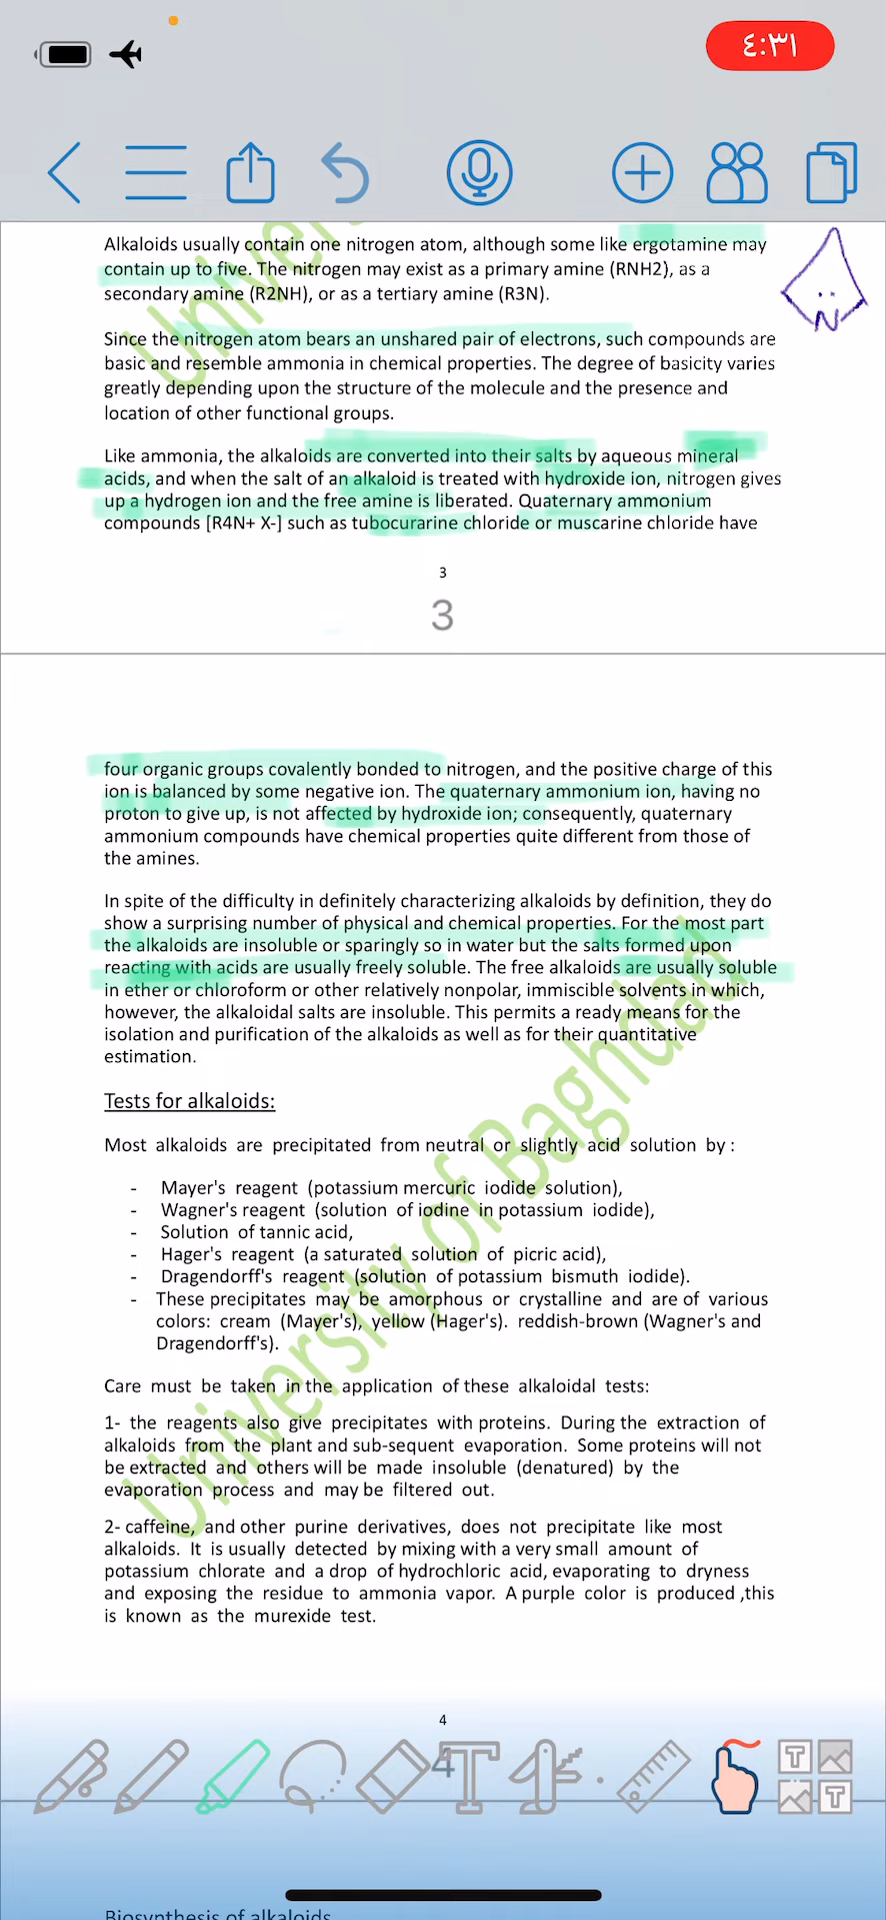 ٤:٣١
Alkaloids usually contain one nitrogen atom, although some like ergotamine may
contain up to five. The nitrogen may exist as a primary amine (RNH2), as a
secondary amine (R2NH), or as a tertiary amine (R3N).
N
Since the nitrogen atom bears an unshared pair of electrons, such compounds are
basic and resemble ammonia in chemical properties. The degree of basicity varies
greatly depending upon the structure of the molecule and the presence and
location of other functional groups.
Like ammonia, the alkaloids are converted into their salts by aqueous mineral
acids, and when the salt of an alkaloid is treated with hydroxide ion, nitrogen gives
up a hydrogen ion and the free amine is liberated. Quaternary ammonium
compounds [R4N+ X-] such as tubocurarine chloride or muscarine chloride have
3
3
four organic groups covalently bonded to nitrogen, and the positive charge of this
ion is balanced by some negative ion. The quaternary ammonium ion, having no
proton to give up, is not affected by hydroxide ion; consequently, quaternary
ammonium compounds have chemical properties quite different from those of
the amines.
In spite of the difficulty in definitely characterizing alkaloids by definition, they do
show a surprising number of physical and chemical properties. For the most part
the alkaloids are insoluble or sparingly so in water but the salts formed upon
reacting with acids are usually freely soluble. The free alkaloids are usually soluble
in ether or chloroform or other relatively nonpolar, immiscible solvents in which,
however, the alkaloidal salts are insoluble. This permits a ready means for the
isolation and purification of the alkaloids as well as for their quantitative
estimation.
Tests for alkaloids:
Most alkaloids are precipitated from neutral or slightly acid solution by :
- Mayer's reagent (potassium mercuric iodide solution),
- Wagner's reagent (solution of iodine in potassium iodide),
- Solution of tannic acid,
- Hager's reagent (a saturated solution of picric acid),
- Dragendorff's reagent (solution of potassium bismuth iodide).
- These precipitates may be amorphous or crystalline and are of various
colors: cream (Mayer's), yellow (Hager's). reddish-brown (Wagner's and
Dragendorff's).
Care must be taken in the application of these alkaloidal tests:
1- the reagents also give precipitates with proteins. During the extraction of
alkaloids from the plant and sub-sequent evaporation. Some proteins will not
be extracted and others will be made insoluble (denatured) by the
evaporation process and may be filtered out.
2- caffeine, and other purine derivatives, does not precipitate like most
alkaloids. It is usually detected by mixing with a very small amount of
potassium chlorate and a drop of hydrochloric acid, evaporating to dryness
and exposing the residue to ammonia vapor. A purple color is produced ,this
is known as the murexide test.
University of Baghdad
4
4
Biosynthesis of alkaloids